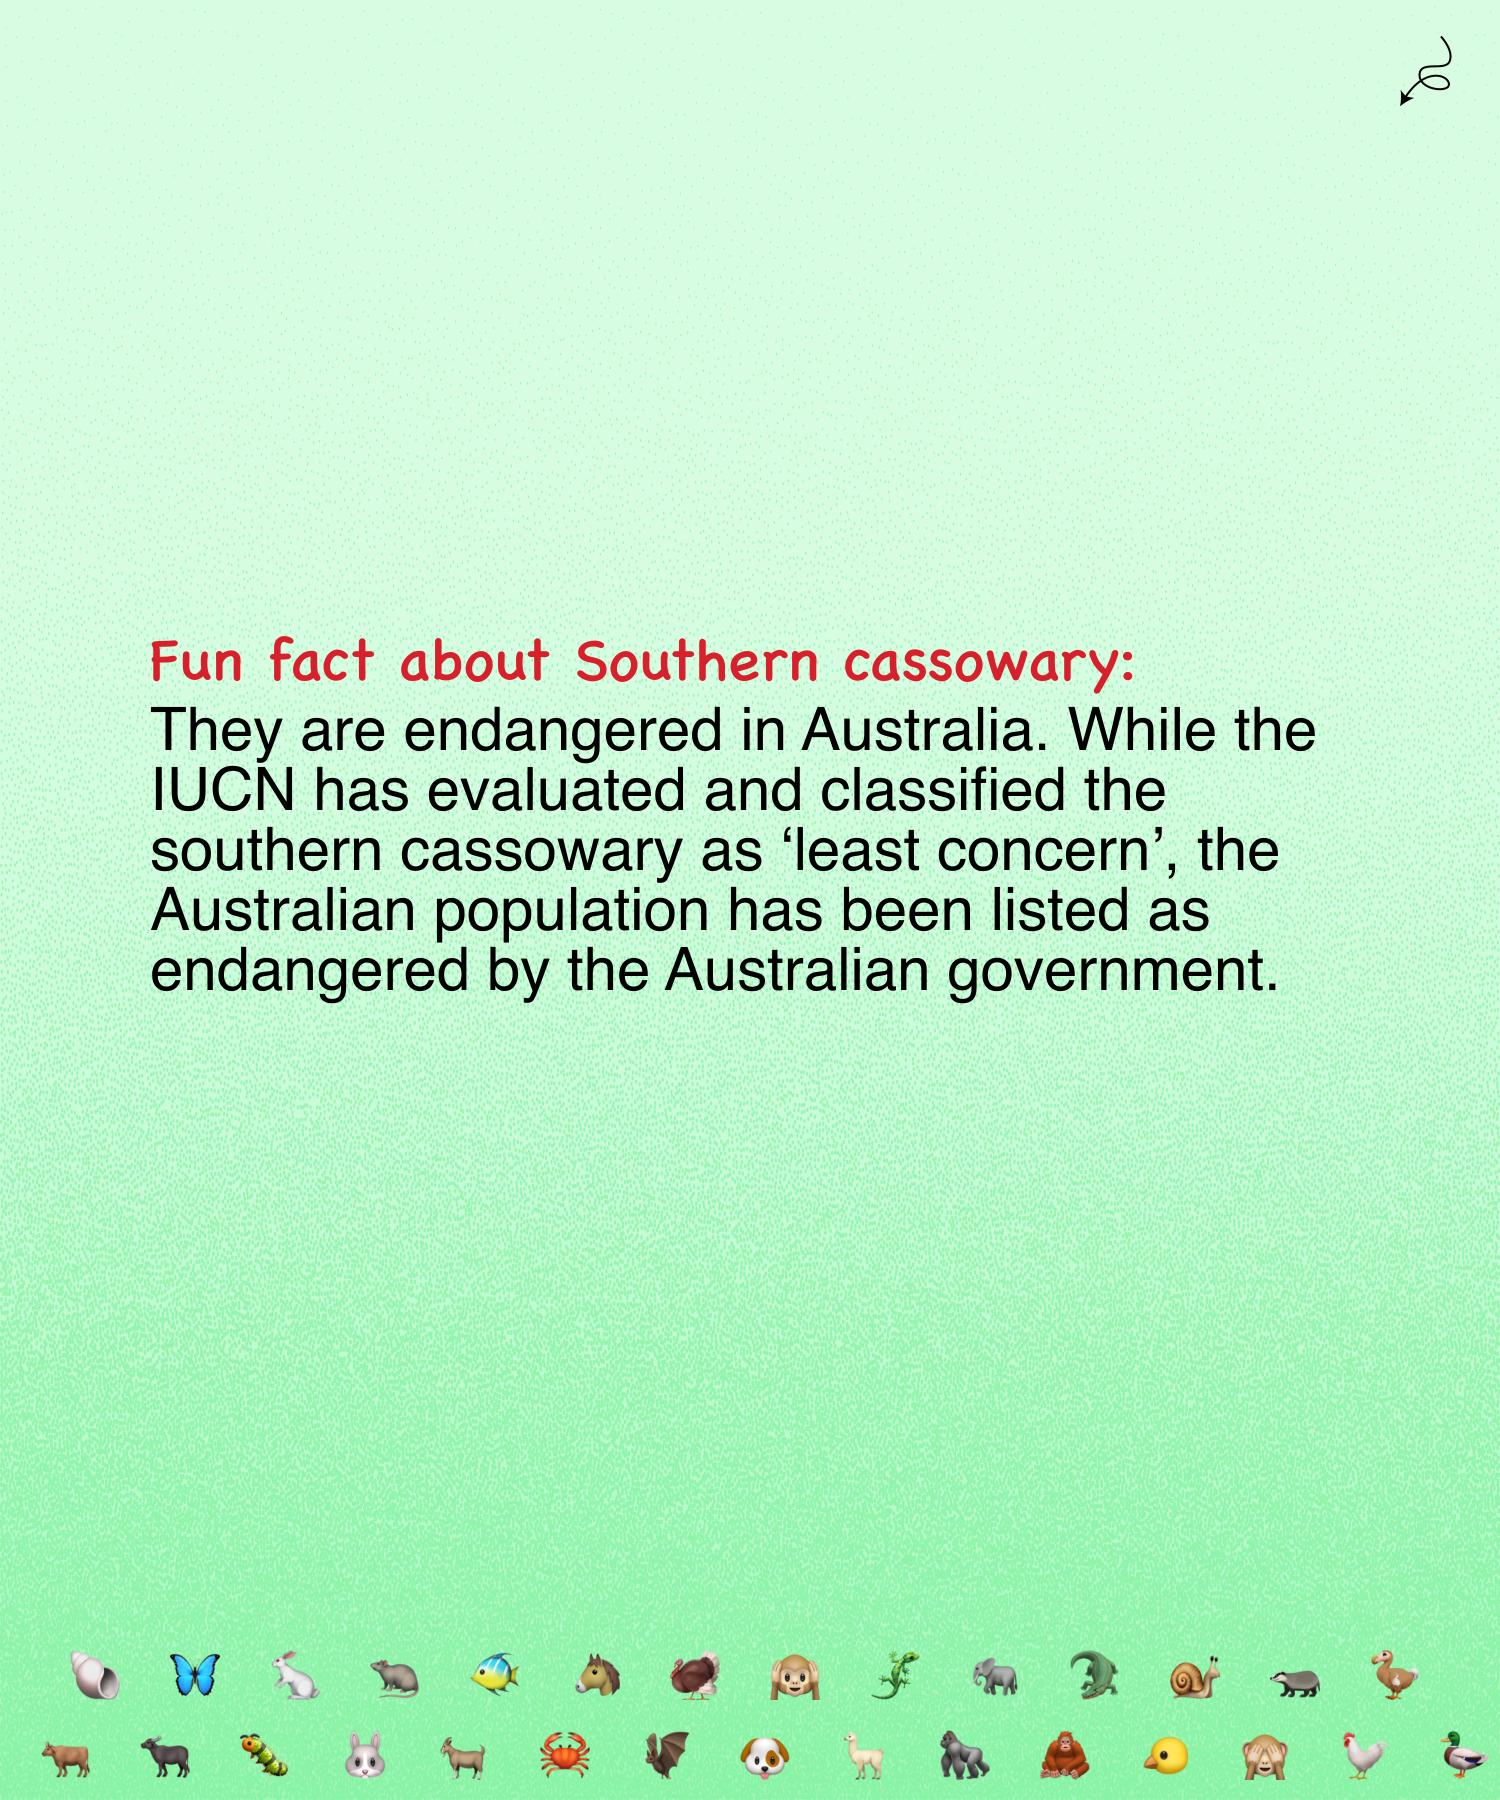 Fun fact about Southern cassowary:
They are endangered in Australia. While the
IUCN has evaluated and classified the
southern cassowary as ‘least concern’, the
Australian population has been listed as
endangered by the Australian government.